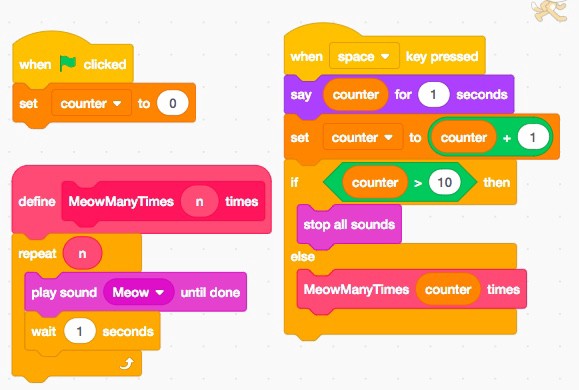 when clicked
set counter to 0
define MeowManyTimes n times
repeat n
play sound Meow until done
wait 1 seconds
when space key pressed
say counter for 1 seconds
set counter to counter + 1
if counter > 10 then
stop all sounds
else
MeowManyTimes counter times